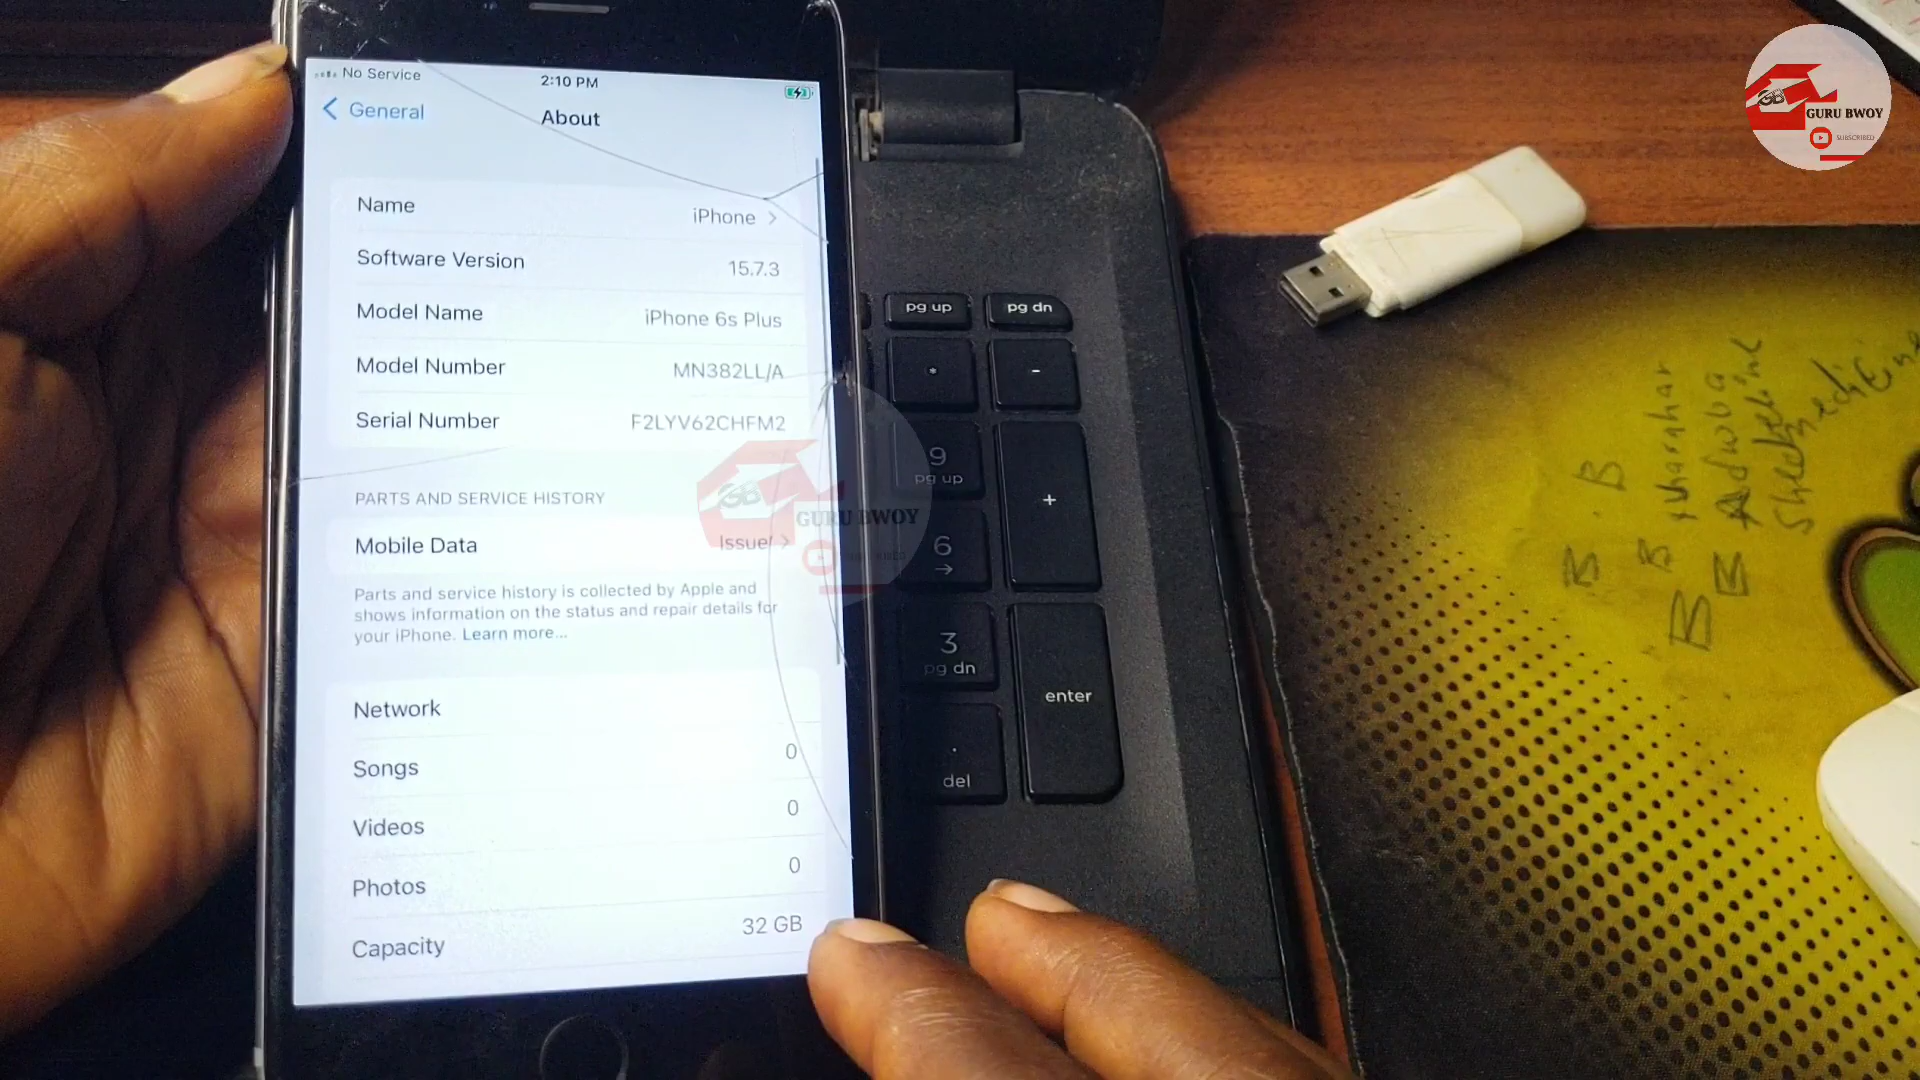 No Service
2:10 PM
General
About
Name
iPhone
Software Version
15.7.3
Model Name
iPhone 6s Plus
Model Number
MN382LL/A
Serial Number
F2LYV62CHFM2
PARTS AND SERVICE HISTORY
Mobile Data
Issue
Parts and service history is collected by Apple and
shows information on the status and repair details for
your iPhone. Learn more...
Network
Songs
0
Videos
0
Photos
0
Capacity
32 GB
pg up
pg dn
*
-
9
pg up
+
6
→
3
pg dn
enter
.
del
GB
GURU BWOY
SUBSCRIBED
GB
GURU BWOY
B
B
B
B
B
Adwoba